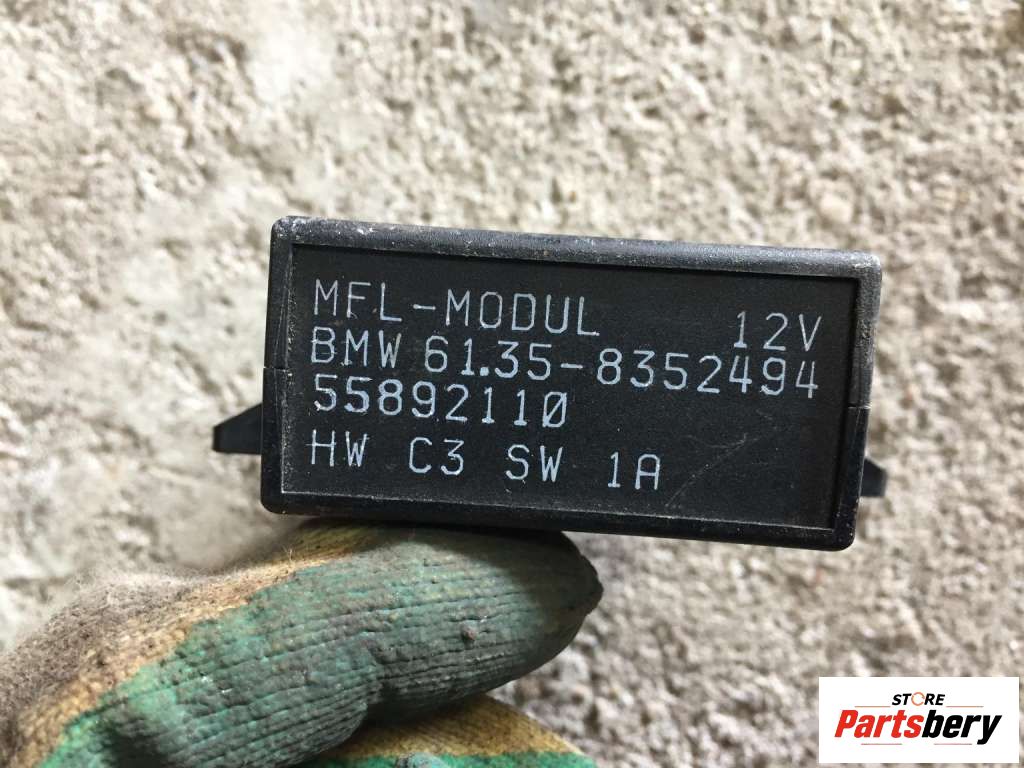 MFL-MODUL 12V
BMW 61.35-8352494
55892110
HW C3 SW 1A
STORE
Partsbery